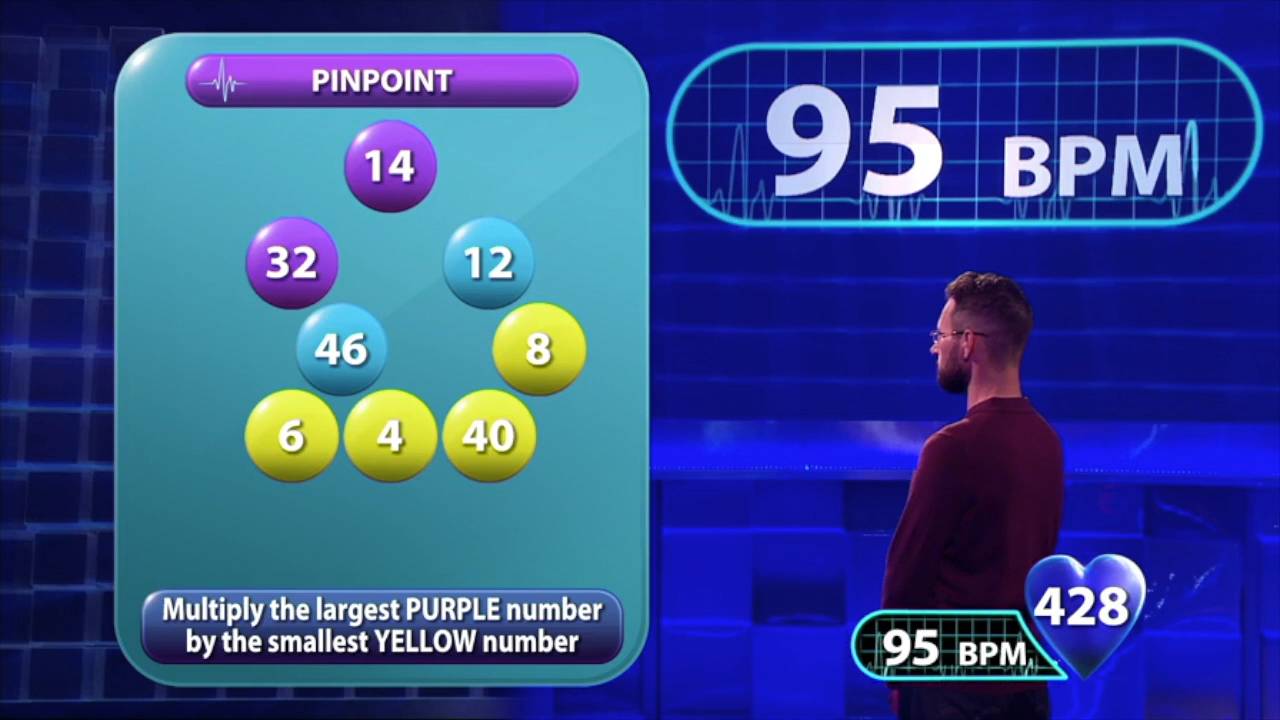 PINPOINT
14
32
12
46
8
6
4
40
Multiply the largest PURPLE number
by the smallest YELLOW number
95 BPM
428
95 BPM